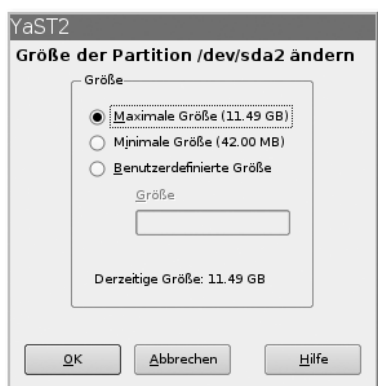 YaST2
Größe der Partition /dev/sda2 ändern
Größe
Maximale Größe (11.49 GB)
Minimale Größe (42.00 MB)
Benutzerdefinierte Größe
Größe
Derzeitige Größe: 11.49 GB
OK
Abbrechen
Hilfe